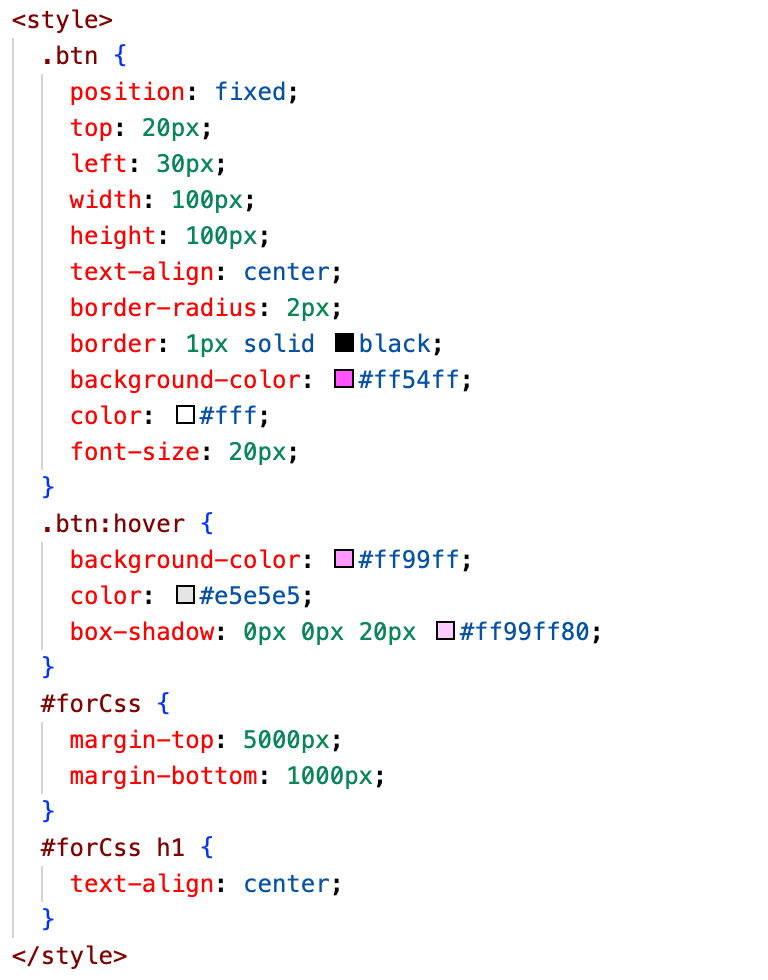 <style>
.btn {
position: fixed;
top: 20px;
left: 30px;
width: 100px;
height: 100px;
text-align: center;
border-radius: 2px;
border: 1px solid black;
background-color: #ff54ff;
color: #fff;
font-size: 20px;
}
.btn:hover {
background-color: #ff99ff;
color: #e5e5e5;
box-shadow: 0px 0px 20px #ff99ff80;
}
#forCss {
margin-top: 5000px;
margin-bottom: 1000px;
}
#forCss h1 {
text-align: center;
}
</style>